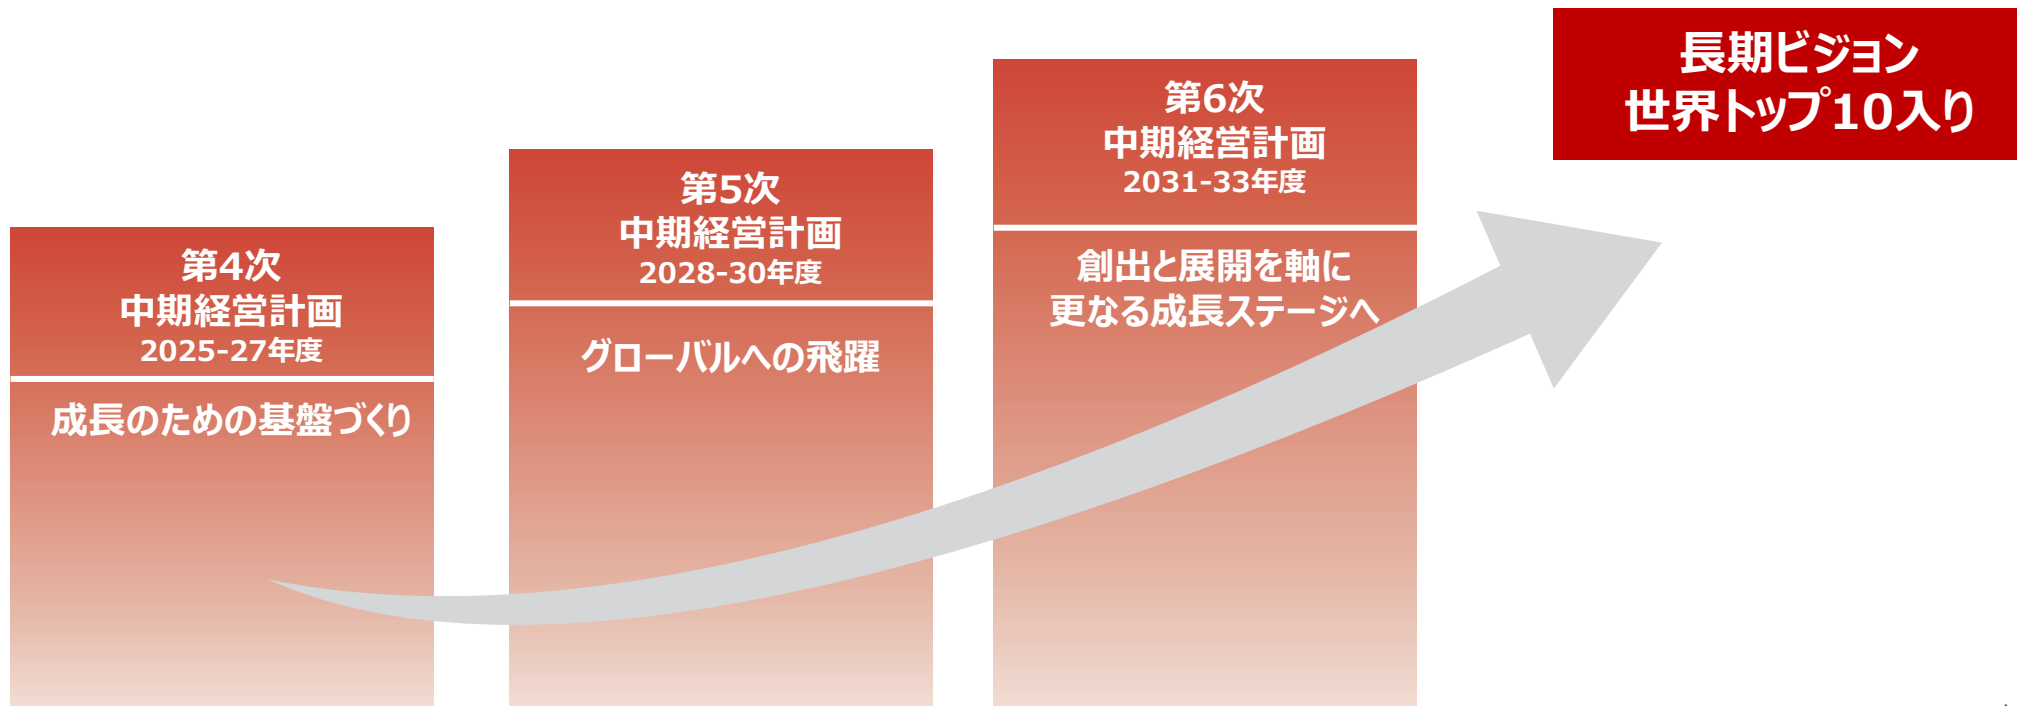 長期ビジョン
世界トップ10入り
第4次
中期経営計画
2025-27年度
成長のための基盤づくり
第5次
中期経営計画
2028-30年度
グローバルへの飛躍
第6次
中期経営計画
2031-33年度
創出と展開を軸に
更なる成長ステージへ